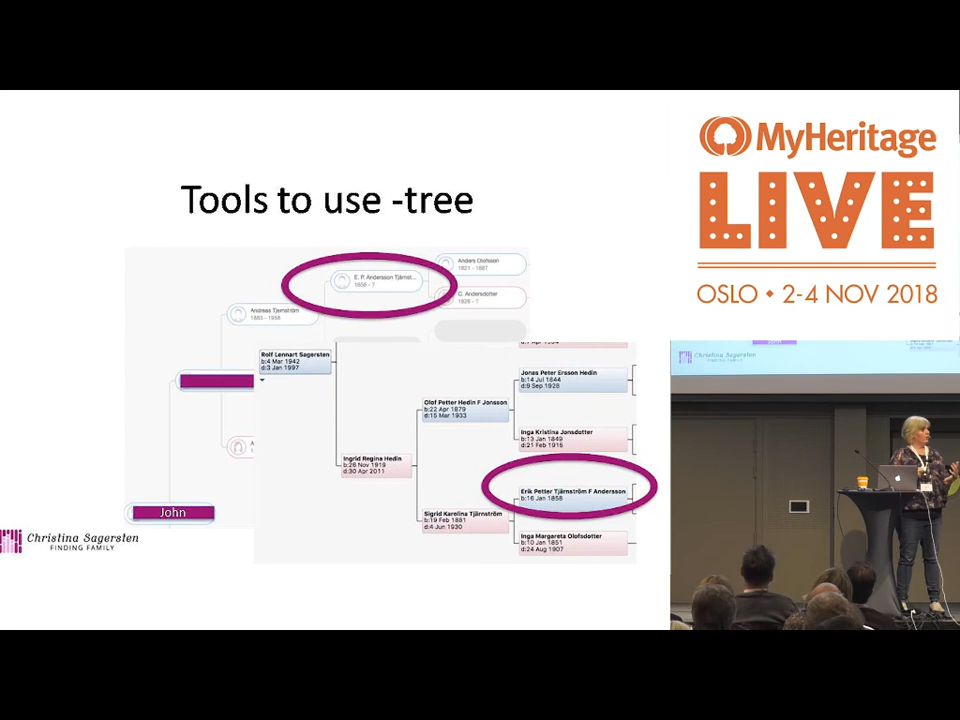 Tools to use -tree
E. P. Andersson Tjärnst...
1858 - ?
Anders Olofsson
1821 - 1887
C. Andersdotter
1826 - ?
Andreas Tjernström
1883 - 1958
John
Rolf Lennart Sagersten
b:4 Mar 1942
d:3 Jan 1997
Olof Petter Hedin F Jonsson
b:22 Apr 1879
d:15 Mar 1933
Jonas Peter Ersson Hedin
b:14 Jul 1844
d:9 Sep 1928
Inga Kristina Jonsdotter
b:13 Jan 1849
d:21 Feb 1915
Ingrid Regina Hedin
b:28 Nov 1919
d:30 Apr 2011
Erik Petter Tjärnström F Andersson
b:16 Jan 1858
Sigrid Karolina Tjärnström
b:19 Feb 1881
d:4 Jun 1930
Inga Margareta Olofsdotter
b:10 Jan 1851
d:24 Aug 1907
Christina Sagersten
FINDING FAMILY
MyHeritage
LIVE
OSLO • 2-4 NOV 2018
Christina Sagersten